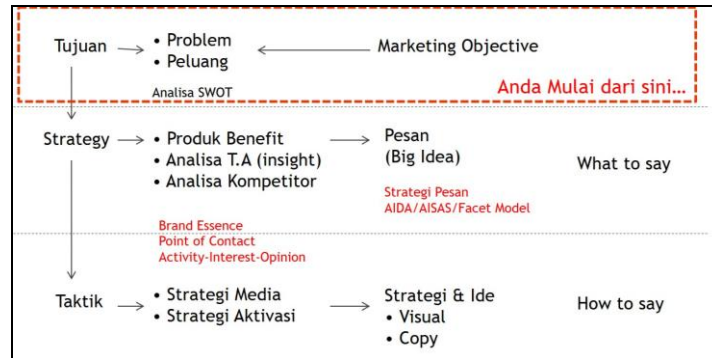 Tujuan
• Problem
• Peluang
Marketing Objective
Analisa SWOT
Anda Mulai dari sini...
Strategy
• Produk Benefit
• Analisa T.A (insight)
• Analisa Kompetitor
Pesan
(Big Idea)
What to say
Strategi Pesan
AIDA/AISAS/Facet Model
Brand Essence
Point of Contact
Activity-Interest-Opinion
Taktik
• Strategi Media
• Strategi Aktivasi
Strategi & Ide
• Visual
• Copy
How to say